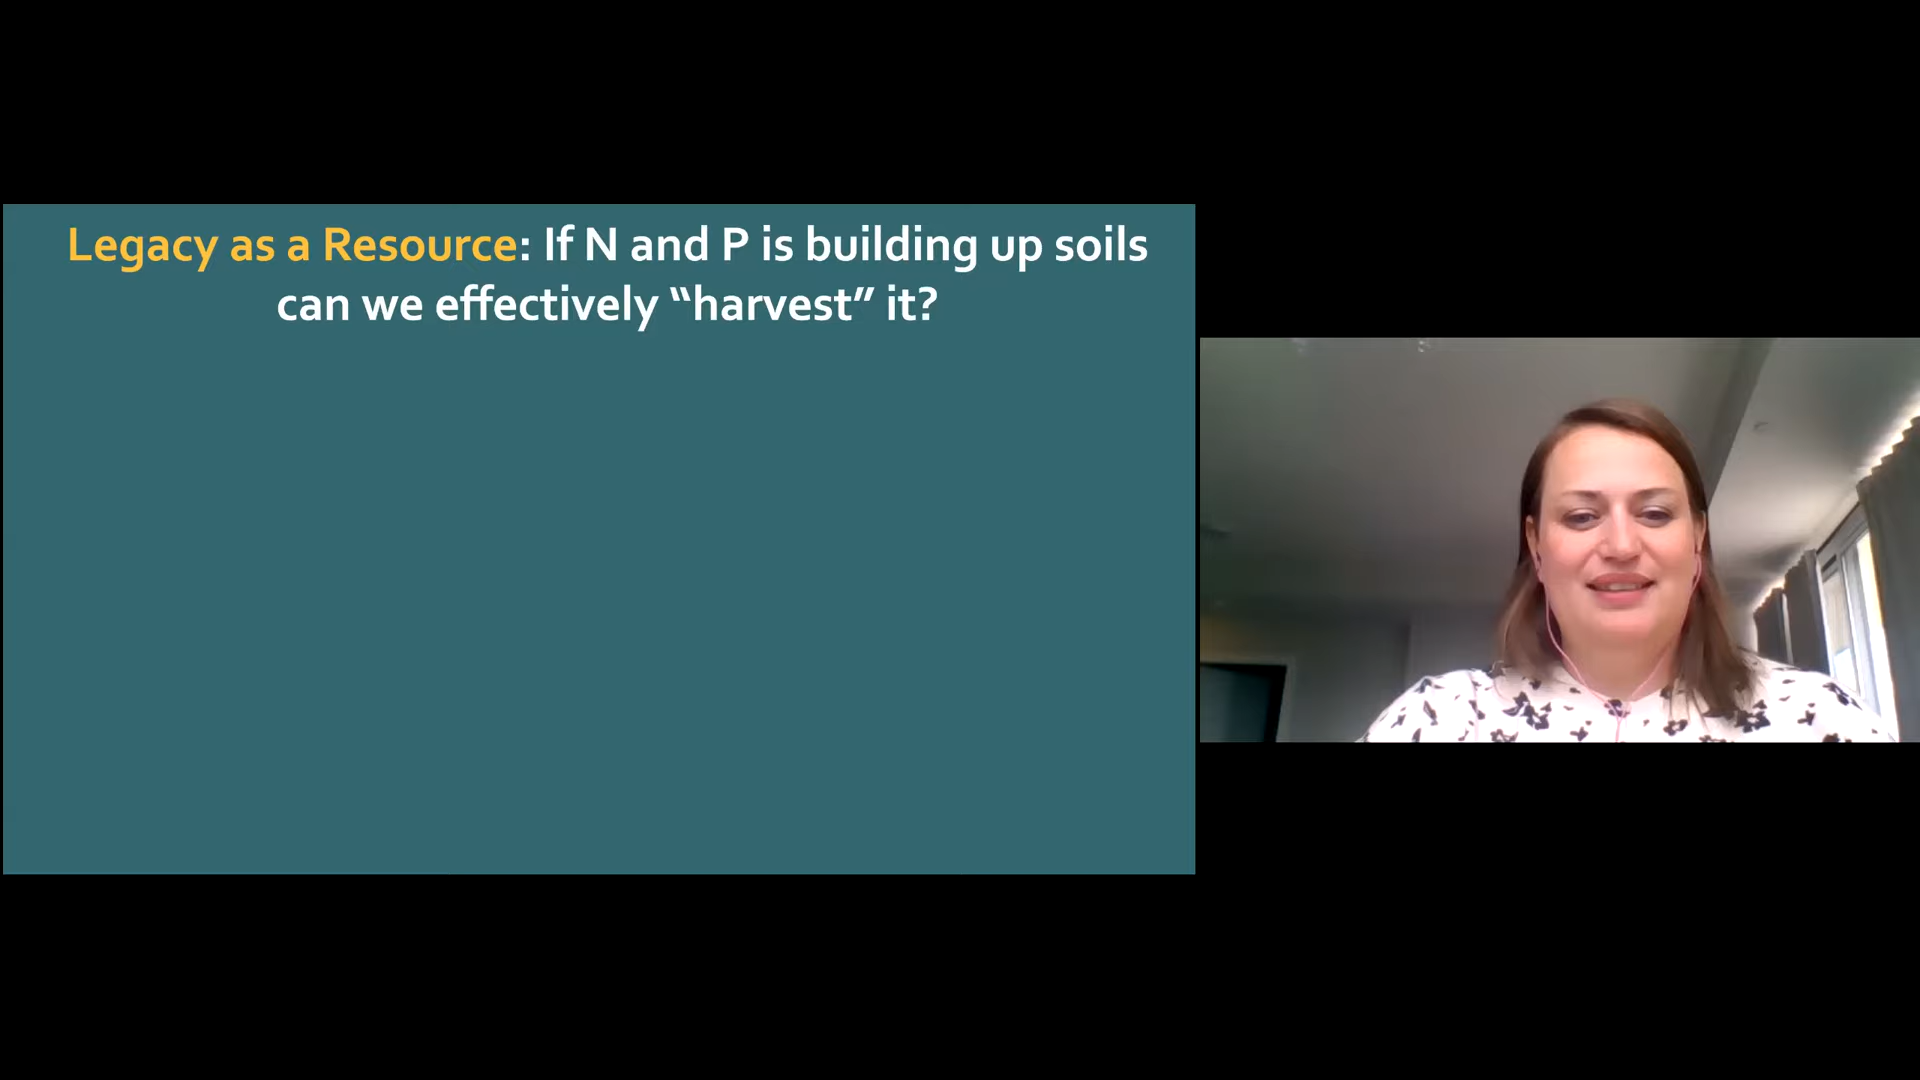 Legacy as a Resource: If N and P is building up soils
can we effectively “harvest” it?